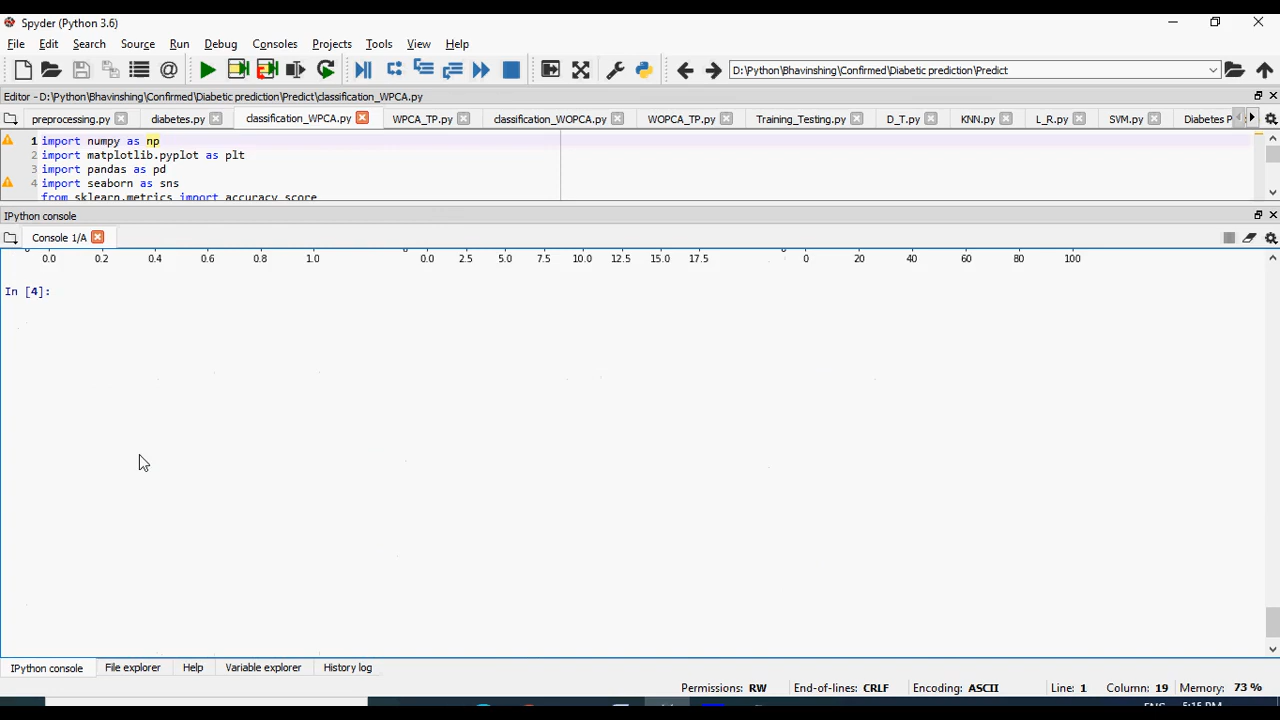 Spyder (Python 3.6)
File Edit Search Source Run Debug Consoles Projects Tools View Help
D:\Python\Bhavinshing\Confirmed\Diabetic prediction\Predict
Editor - D:\Python\Bhavinshing\Confirmed\Diabetic prediction\Predict\classification_WPCA.py
preprocessing.py diabetes.py classification_WPCA.py WPCA_TP.py classification_WOPCA.py WOPCA_TP.py Training_Testing.py D_T.py KNN.py L_R.py SVM.py Diabetes P
1 import numpy as np
2 import matplotlib.pyplot as plt
3 import pandas as pd
4 import seaborn as sns
from sklearn.metrics import accuracy_score
IPython console
Console 1/A
0.0 0.2 0.4 0.6 0.8 1.0 0.0 2.5 5.0 7.5 10.0 12.5 15.0 17.5 0 20 40 60 80 100
In [4]:
IPython console File explorer Help Variable explorer History log
Permissions: RW End-of-lines: CRLF Encoding: ASCII Line: 1 Column: 19 Memory: 73 %